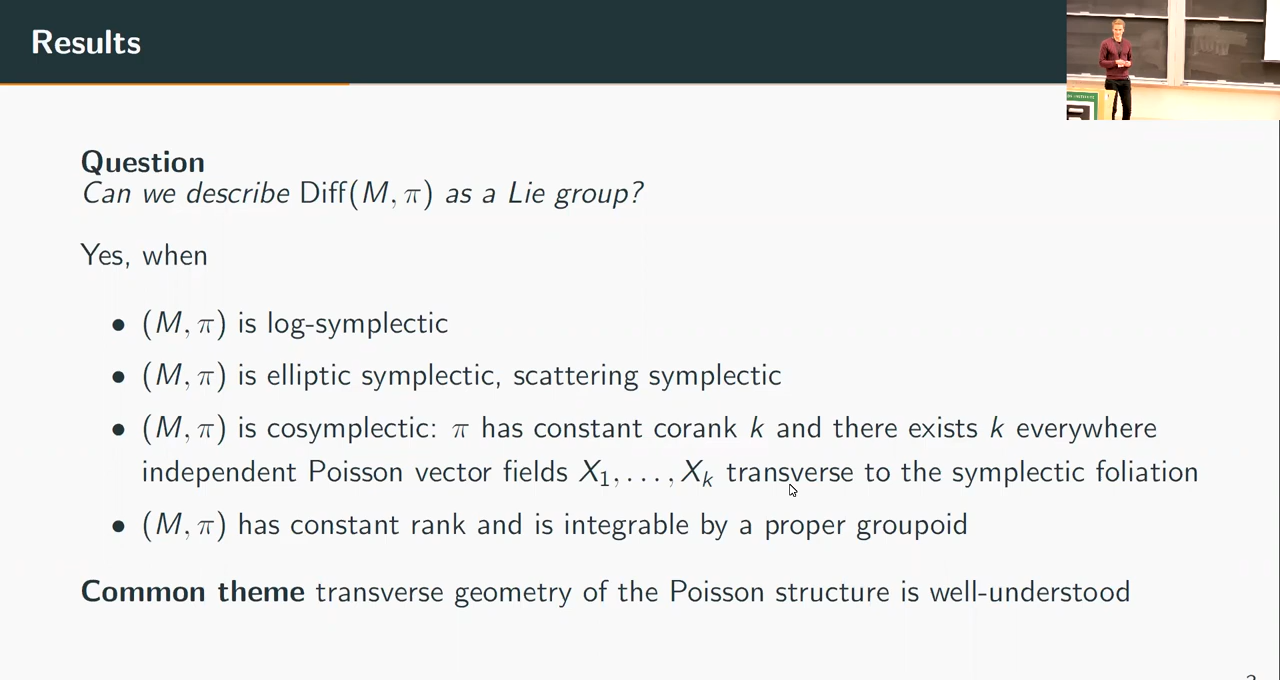 Results
Question
Can we describe Diff(M, π) as a Lie group?
Yes, when
• (M, π) is log-symplectic
• (M, π) is elliptic symplectic, scattering symplectic
• (M, π) is cosymplectic: π has constant corank k and there exists k everywhere
independent Poisson vector fields X₁, . . . , Xₖ transverse to the symplectic foliation
• (M, π) has constant rank and is integrable by a proper groupoid
Common theme transverse geometry of the Poisson structure is well-understood